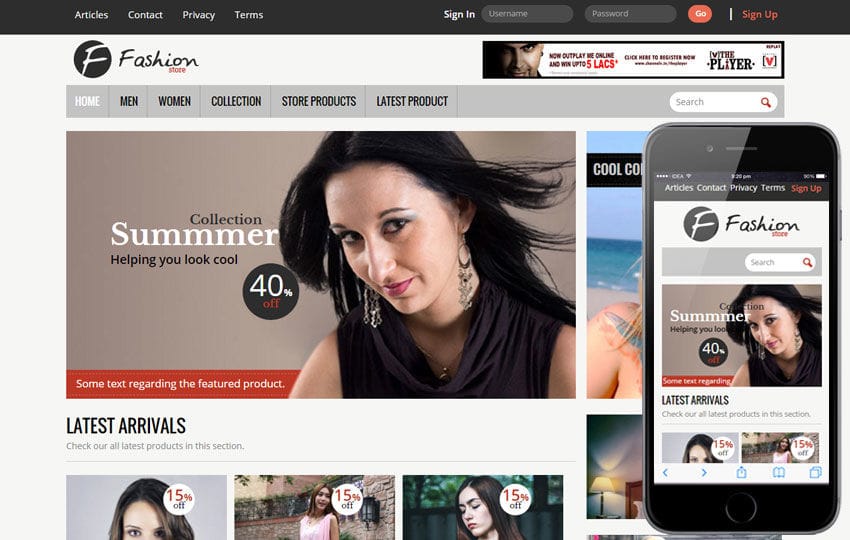 Articles Contact Privacy Terms
Sign In Username Password Go | Sign Up
F Fashion
store
NOW OUTPLAY ME ONLINE
AND WIN UPTO 5 LACS*
CLICK HERE TO REGISTER NOW
[V] THE
PLAYER
REPLAY
[V]
HOME MEN WOMEN COLLECTION STORE PRODUCTS LATEST PRODUCT Search
Collection
Summmer
Helping you look cool
40%
off
Some text regarding the featured product.
COOL CO
LATEST ARRIVALS
Check our all latest products in this section.
15%
off
15%
off
15%
off
IDEA 9:20 pm 90%
Articles Contact Privacy Terms Sign Up
F Fashion
store
Search
Collection
Summmer
Helping you look
40%
off
Some text regarding
LATEST ARRIVALS
Check our all latest products in this section.
15%
off
15%
off